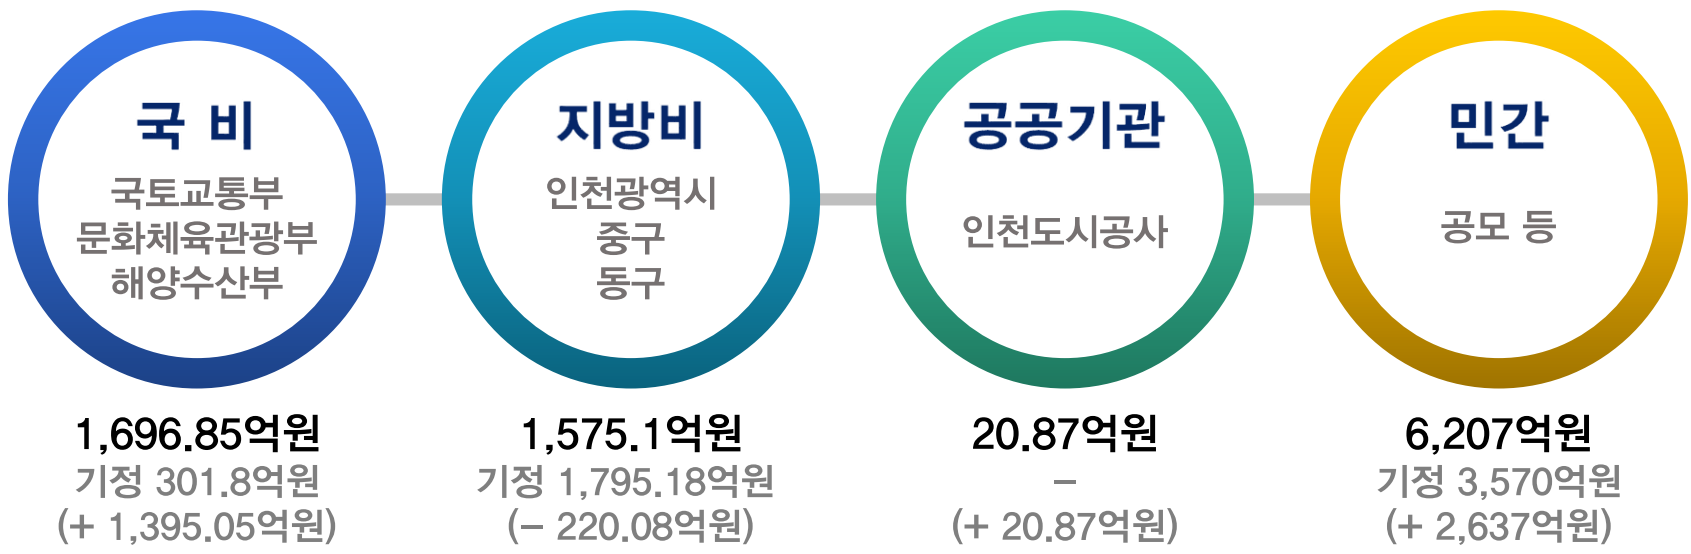 국 비
국토교통부
문화체육관광부
해양수산부
1,696.85억원
기정 301.8억원
(+ 1,395.05억원)
지방비
인천광역시
중구
동구
1,575.1억원
기정 1,795.18억원
(− 220.08억원)
공공기관
인천도시공사
20.87억원
−
(+ 20.87억원)
민간
공모 등
6,207억원
기정 3,570억원
(+ 2,637억원)